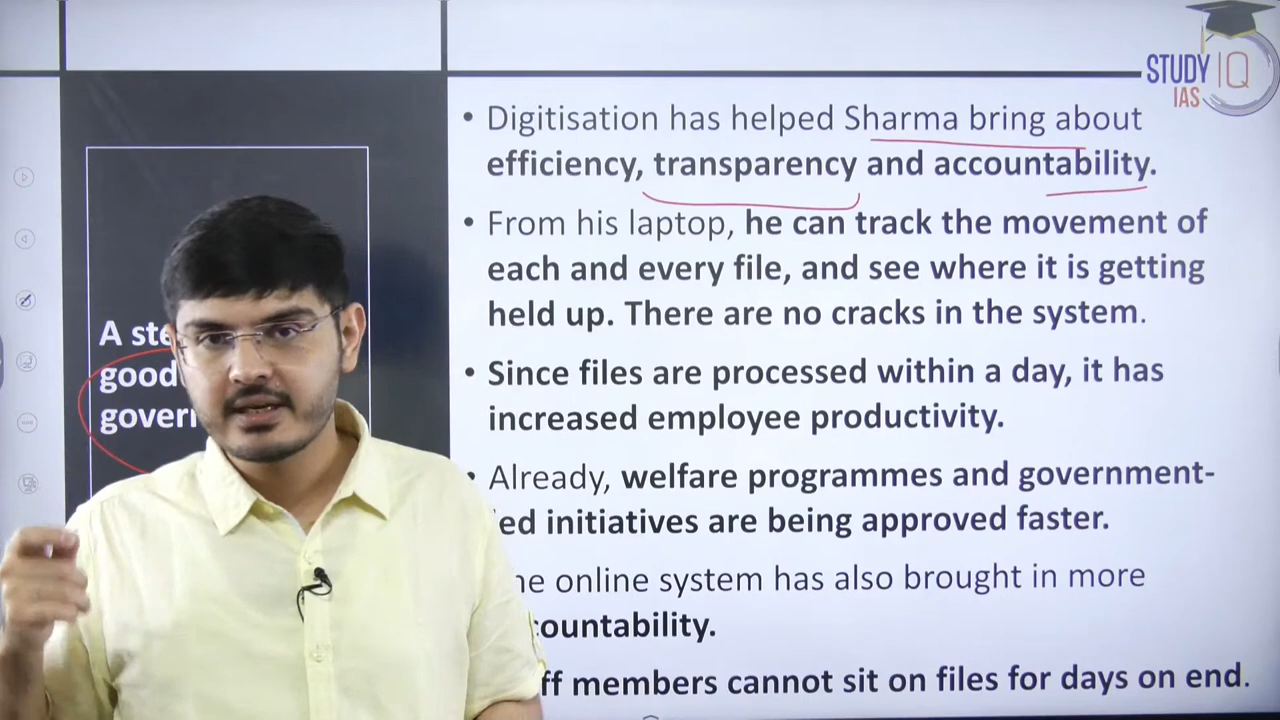 STUDY IQ
IAS
A ste
good
govern
• Digitisation has helped Sharma bring about
efficiency, transparency and accountability.
• From his laptop, he can track the movement of
each and every file, and see where it is getting
held up. There are no cracks in the system.
• Since files are processed within a day, it has
increased employee productivity.
• Already, welfare programmes and government-
ed initiatives are being approved faster.
he online system has also brought in more
countability.
ff members cannot sit on files for days on end.